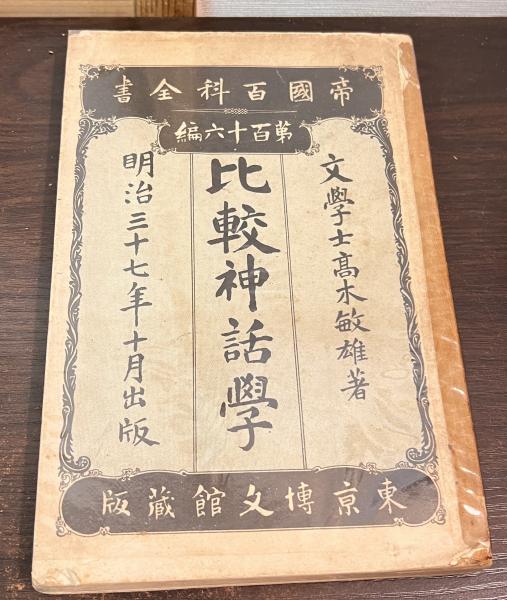 帝國百科全書
第百十六編
文學士高木敏雄著
比較神話學
明治三十七年十月出版
東京博文館蔵版